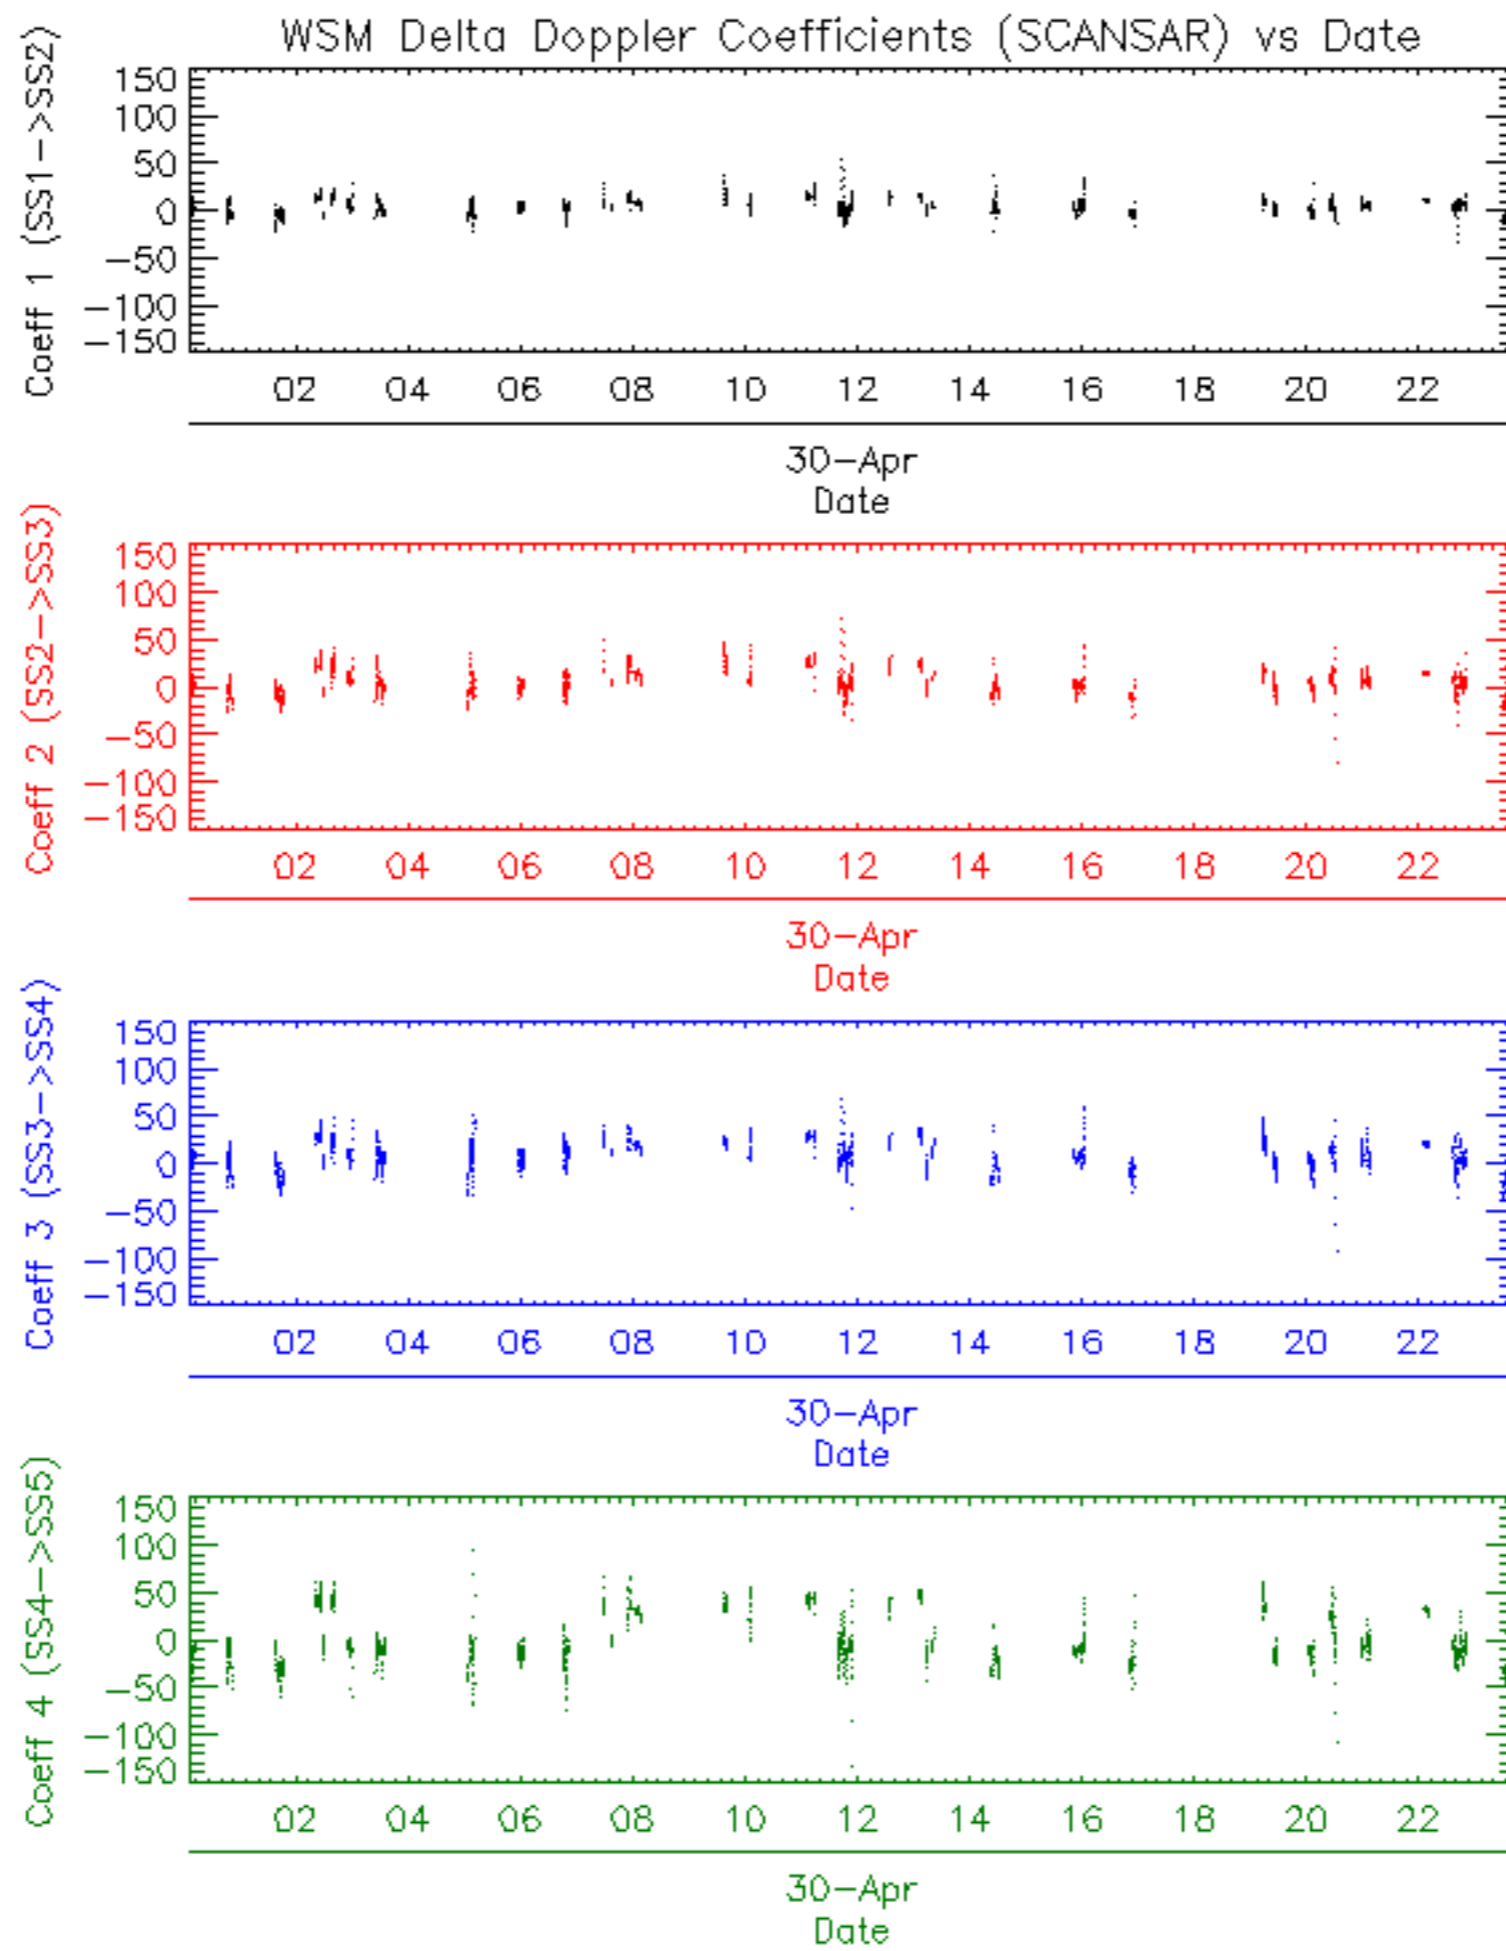 WSM Delta Doppler Coefficients (SCANSAR) vs Date
Coeff 1 (SS1->SS2)
150
100
50
0
-50
-100
-150
02 04 06 08 10 12 14 16 18 20 22
30-Apr
Date
Coeff 2 (SS2->SS3)
150
100
50
0
-50
-100
-150
02 04 06 08 10 12 14 16 18 20 22
30-Apr
Date
Coeff 3 (SS3->SS4)
150
100
50
0
-50
-100
-150
02 04 06 08 10 12 14 16 18 20 22
30-Apr
Date
Coeff 4 (SS4->SS5)
150
100
50
0
-50
-100
-150
02 04 06 08 10 12 14 16 18 20 22
30-Apr
Date